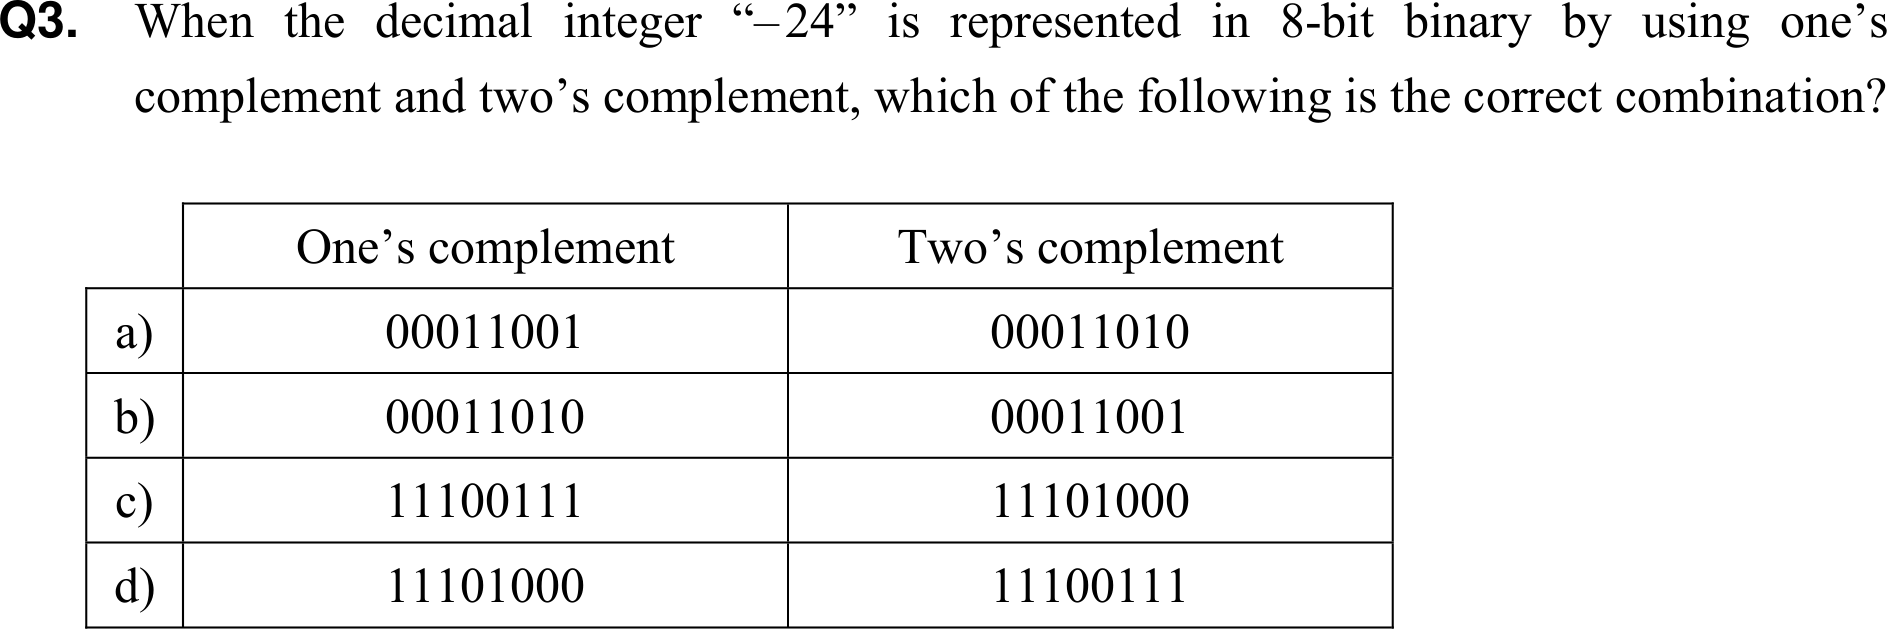 Q3. When the decimal integer “–24” is represented in 8-bit binary by using one’s
complement and two’s complement, which of the following is the correct combination?
One’s complement Two’s complement
a) 00011001 00011010
b) 00011010 00011001
c) 11100111 11101000
d) 11101000 11100111